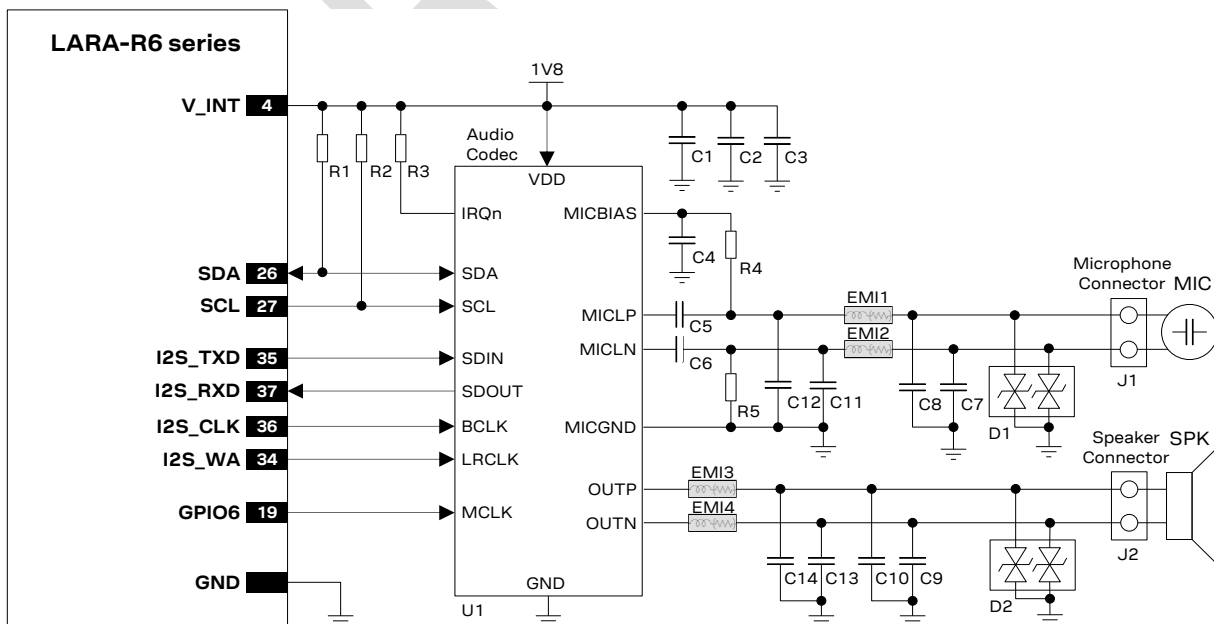 LARA-R6 series
1V8
V_INT 4
Audio
Codec
R1
R2
R3
C1
C2
C3
VDD
IRQn
MICBIAS
C4
R4
SDA 26
SDA
SCL 27
SCL
Microphone
Connector
MIC
EMI1
MICLP
C5
EMI2
MICLN
C6
I2S_TXD 35
SDIN
I2S_RXD 37
SDOUT
R5
C12
C11
C8
C7
J1
D1
I2S_CLK 36
BCLK
MICGND
I2S_WA 34
LRCLK
Speaker
Connector
SPK
EMI3
OUTP
GPIO6 19
MCLK
EMI4
OUTN
J2
C14
C13
C10
C9
GND
GND
D2
U1